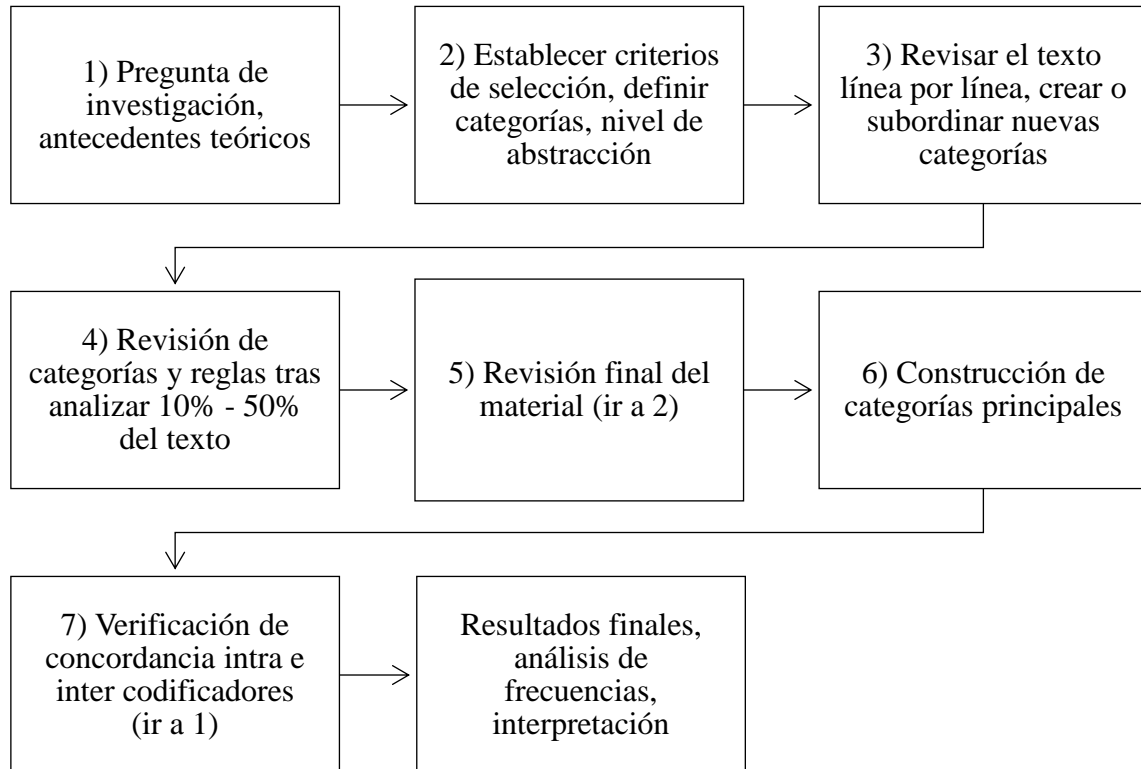 1) Pregunta de
investigación,
antecedentes teóricos
2) Establecer criterios
de selección, definir
categorías, nivel de
abstracción
3) Revisar el texto
línea por línea, crear o
subordinar nuevas
categorías
4) Revisión de
categorías y reglas tras
analizar 10% - 50%
del texto
5) Revisión final del
material (ir a 2)
6) Construcción de
categorías principales
7) Verificación de
concordancia intra e
inter codificadores
(ir a 1)
Resultados finales,
análisis de
frecuencias,
interpretación